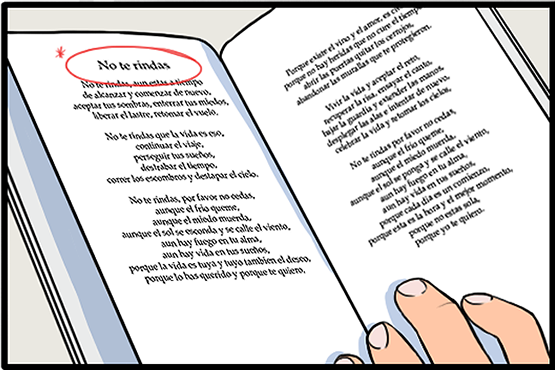 No te rindas
No te rindas, aun estas a tiempo
de alcanzar y comenzar de nuevo,
aceptar tus sombras, enterrar tus miedos,
liberar el lastre, retomar el vuelo.
No te rindas que la vida es eso,
continuar el viaje,
perseguir tus sueños,
destrabar el tiempo,
correr los escombros y destapar el cielo.
No te rindas, por favor no cedas,
aunque el frio queme,
aunque el miedo muerda,
aunque el sol se esconda y se calle el viento,
aun hay fuego en tu alma,
aun hay vida en tus sueños,
porque la vida es tuya y tuyo tambien el deseo,
porque lo has querido y porque te quiero.
Porque existe el vino y el amor, es
porque no hay heridas que no cure el tiempo,
abrir las puertas quitar los cerrojos,
abandonar las murallas que te protegieron.
Vivir la vida y aceptar el reto,
recuperar la risa, ensayar el canto,
bajar la guardia y extender las manos,
desplegar las alas e intentar de nuevo,
celebrar la vida y retomar los cielos,
No te rindas por favor no cedas,
aunque el frio queme,
aunque el miedo muerda,
aunque el sol se ponga y se calle el viento,
aun hay fuego en tu alma,
aun hay vida en tus sueños,
porque cada dia es un comienzo,
porque esta es la hora y el mejor momento,
porque no estas sola,
porque yo te quiero.